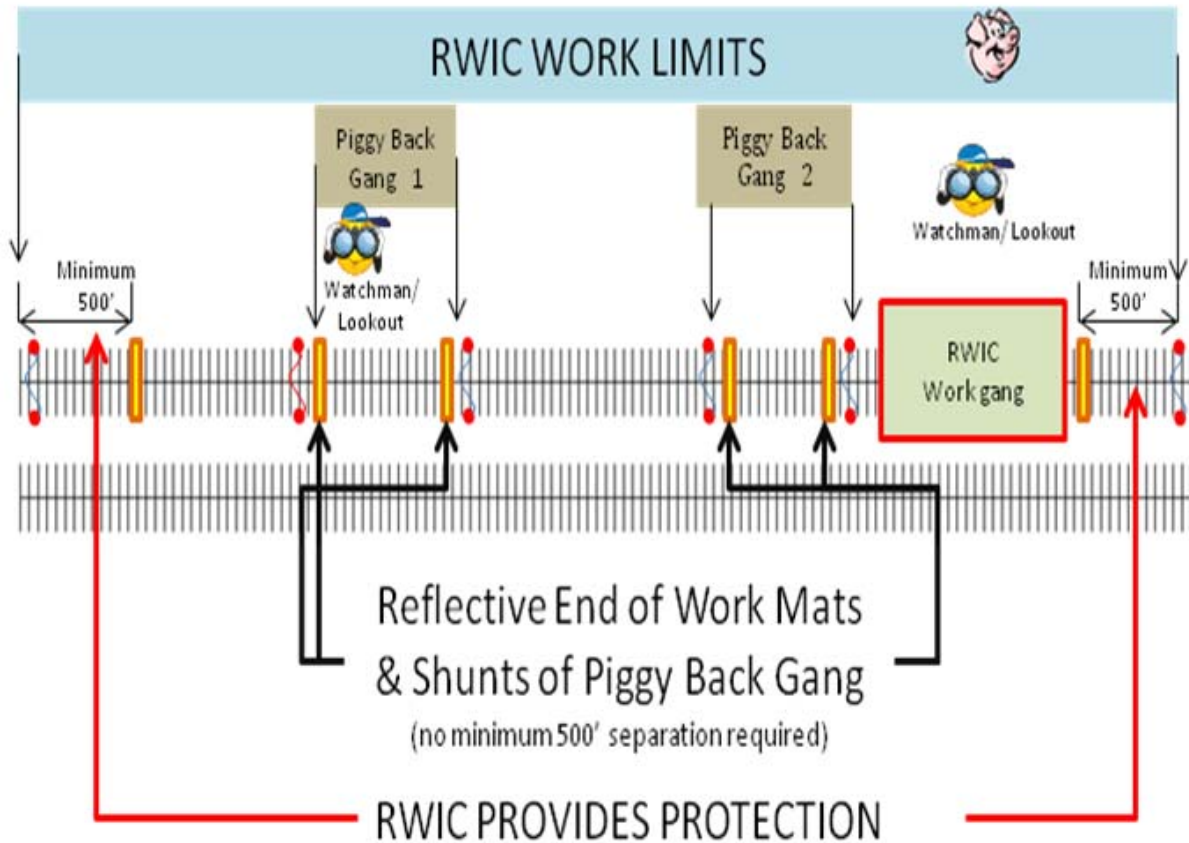 RWIC WORK LIMITS
Piggy Back
Gang 1
Piggy Back
Gang 2
Watchman/Lookout
Minimum
500'
Watchman/
Lookout
Minimum
500'
RWIC
Work gang
Reflective End of Work Mats
& Shunts of Piggy Back Gang
(no minimum 500' separation required)
RWIC PROVIDES PROTECTION